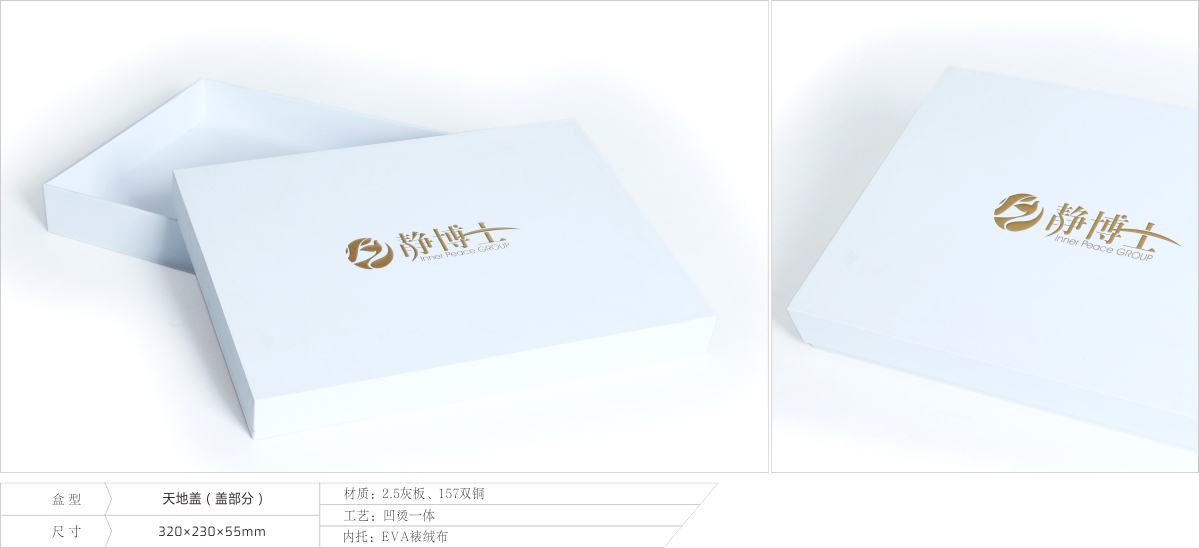 静博士
Inner Peace GROUP
静博士
Inner Peace GROUP
盒型
天地盖（盖部分）
尺寸
320×230×55mm
材质：2.5灰板、157双铜
工艺：凹烫一体
内托：EVA裱绒布